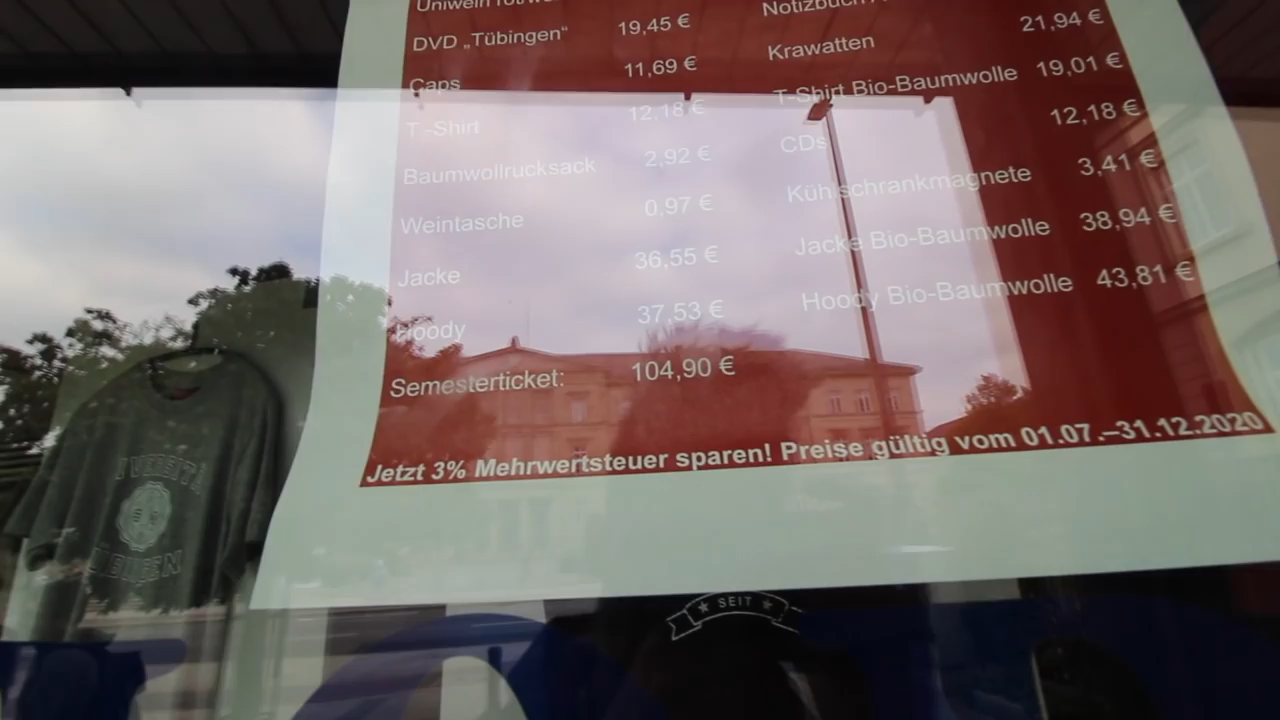 Uniwein
Notizbuch
DVD „Tübingen“ 19,45 €
Krawatten 21,94 €
Caps 11,69 €
T-Shirt Bio-Baumwolle 19,01 €
T -Shirt 12,18 €
CDs 12,18 €
Baumwollrucksack 2,92 €
Kühlschrankmagnete 3,41 €
Weintasche 0,97 €
Jacke Bio-Baumwolle 38,94 €
Jacke 36,55 €
Hoody Bio-Baumwolle 43,81 €
Hoody 37,53 €
Semesterticket: 104,90 €
Jetzt 3% Mehrwertsteuer sparen! Preise gültig vom 01.07.–31.12.2020
SEIT